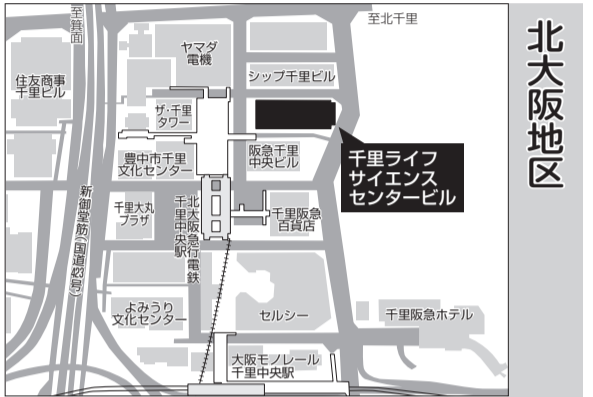 北大阪地区
至箕面
至北千里
ヤマダ
電機
住友商事
千里ビル
シップ千里ビル
ザ・千里
タワー
千里ライフ
サイエンス
センタービル
豊中市千里
文化センター
阪急千里
中央ビル
新御堂筋(国道423号)
千里大丸
プラザ
北大阪急行電鉄
千里中央駅
千里阪急
百貨店
よみうり
文化センター
セルシー
千里阪急ホテル
大阪モノレール
千里中央駅